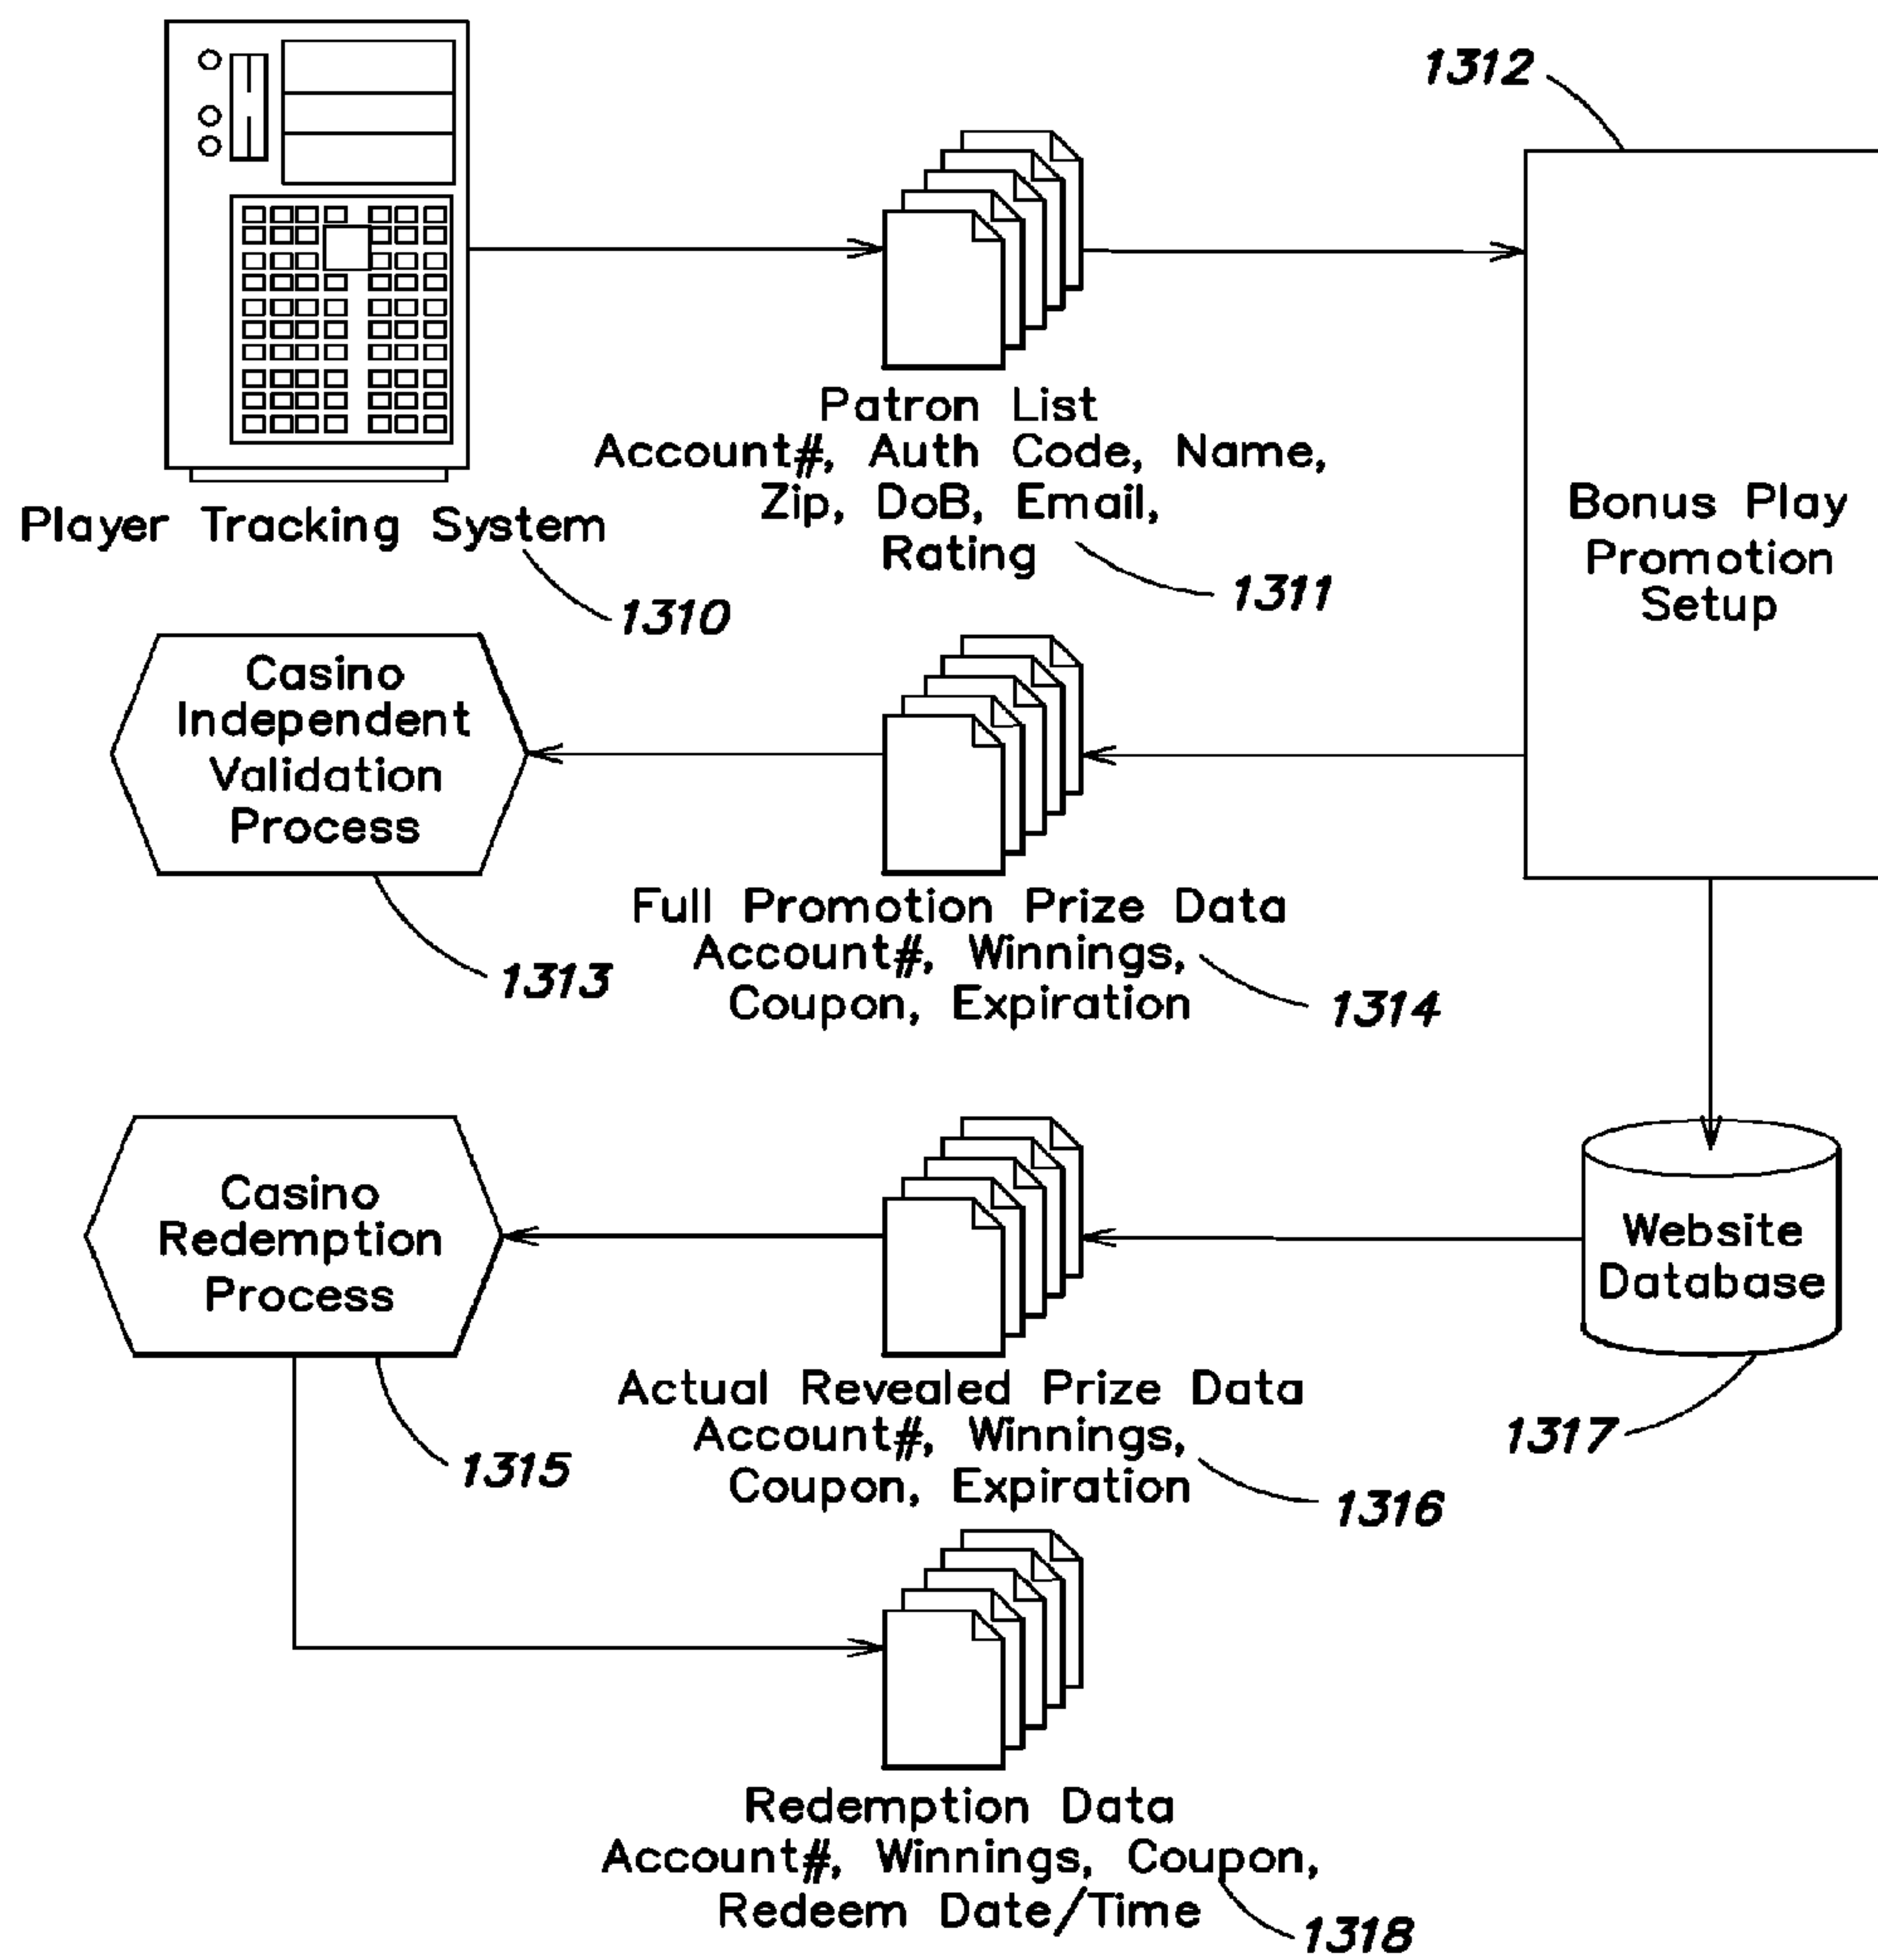 1312
Patron List
Account#, Auth Code, Name,
Zip, DoB, Email,
Rating
1311
Player Tracking System
1310
Bonus Play
Promotion
Setup
Casino
Independent
Validation
Process
1313
Full Promotion Prize Data
Account#, Winnings,
Coupon, Expiration
1314
Casino
Redemption
Process
1315
Website
Database
1317
Actual Revealed Prize Data
Account#, Winnings,
Coupon, Expiration
1316
Redemption Data
Account#, Winnings, Coupon,
Redeem Date/Time
1318